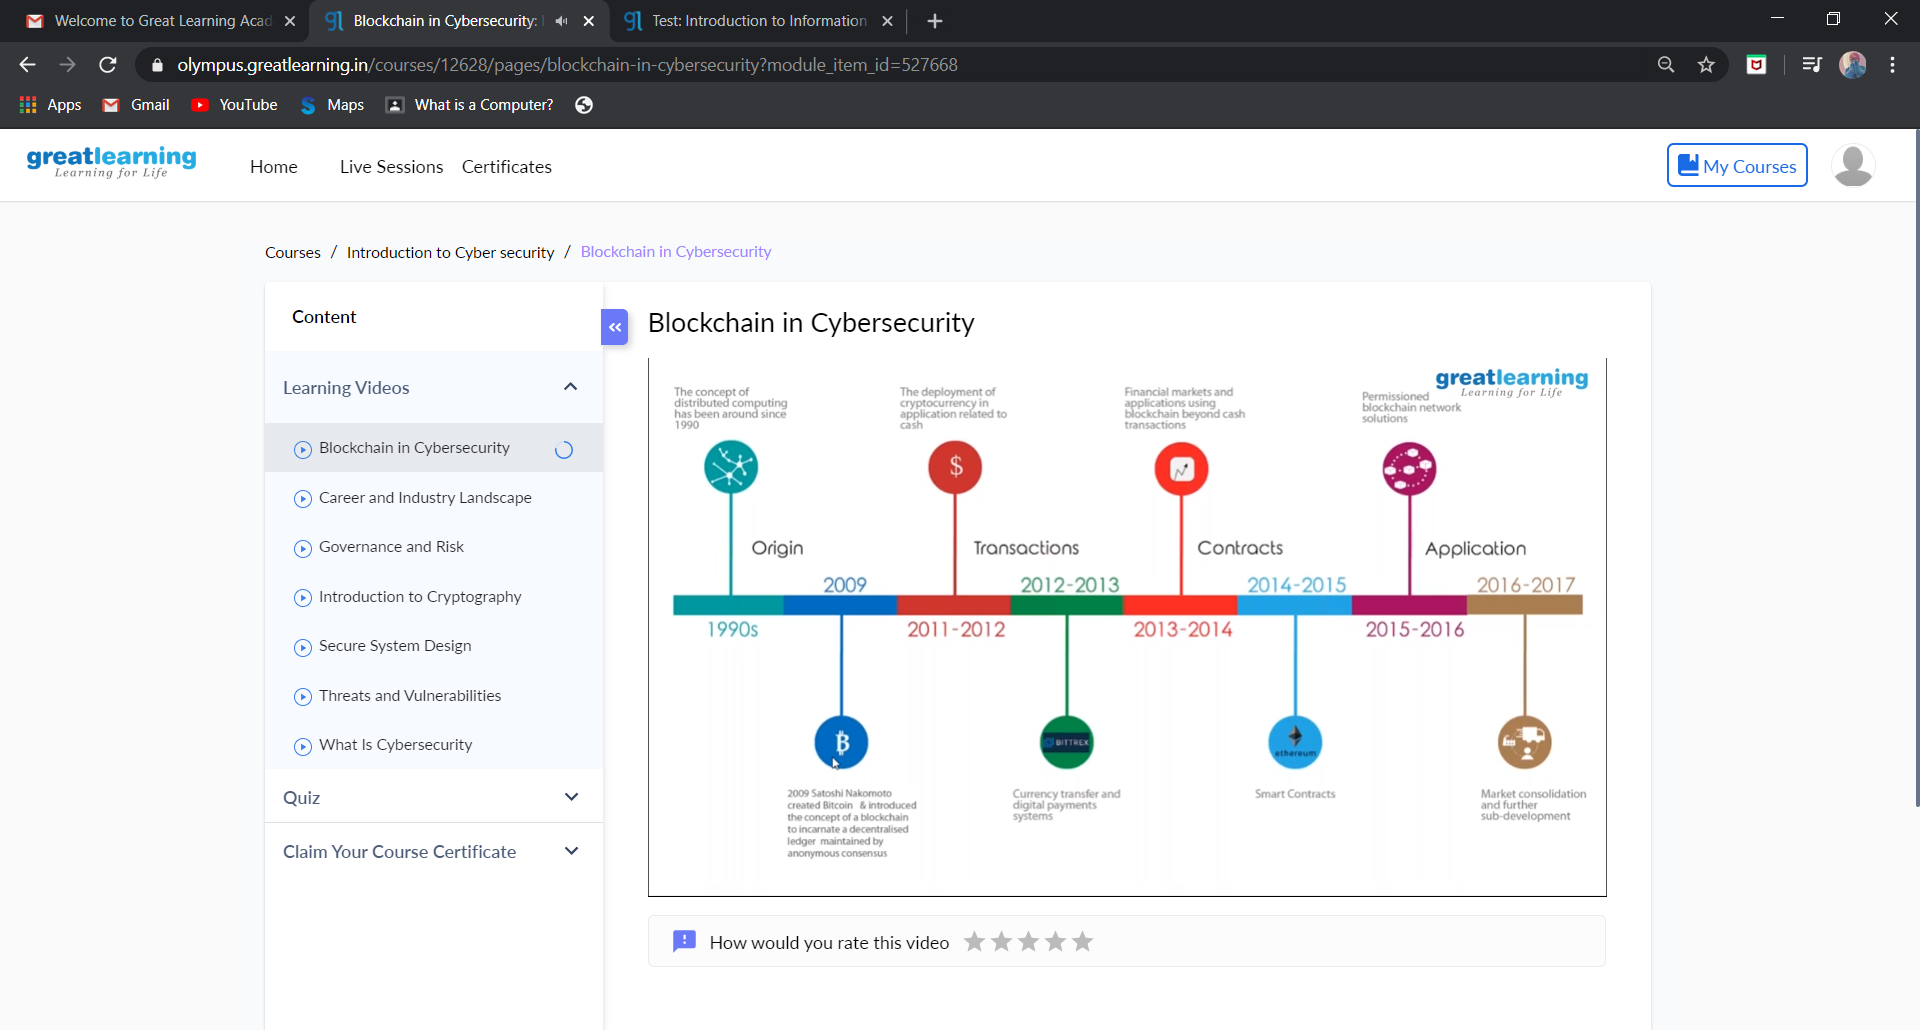 Welcome to Great Learning Acad
Blockchain in Cybersecurity:
Test: Introduction to Information
olympus.greatlearning.in/courses/12628/pages/blockchain-in-cybersecurity?module_item_id=527668
Apps
Gmail
YouTube
Maps
What is a Computer?
greatlearning
Learning for Life
Home
Live Sessions
Certificates
My Courses
Courses / Introduction to Cyber security / Blockchain in Cybersecurity
Content
Learning Videos
Blockchain in Cybersecurity
Career and Industry Landscape
Governance and Risk
Introduction to Cryptography
Secure System Design
Threats and Vulnerabilities
What Is Cybersecurity
Quiz
Claim Your Course Certificate
Blockchain in Cybersecurity
greatlearning
Learning for Life
The concept of
distributed computing
has been around since
1990
The deployment of
cryptocurrency in
application related to
cash
Financial markets and
applications using
blockchain beyond cash
transactions
Permissioned
blockchain network
solutions
$
Origin
Transactions
Contracts
Application
2009
2012-2013
2014-2015
2016-2017
1990s
2011-2012
2013-2014
2015-2016
BITTREX
ethereum
2009 Satoshi Nakomoto
created Bitcoin & introduced
the concept of a blockchain
to incarnate a decentralised
ledger maintained by
anonymous consensus
Currency transfer and
digital payments
systems
Smart Contracts
Market consolidation
and further
sub-development
How would you rate this video